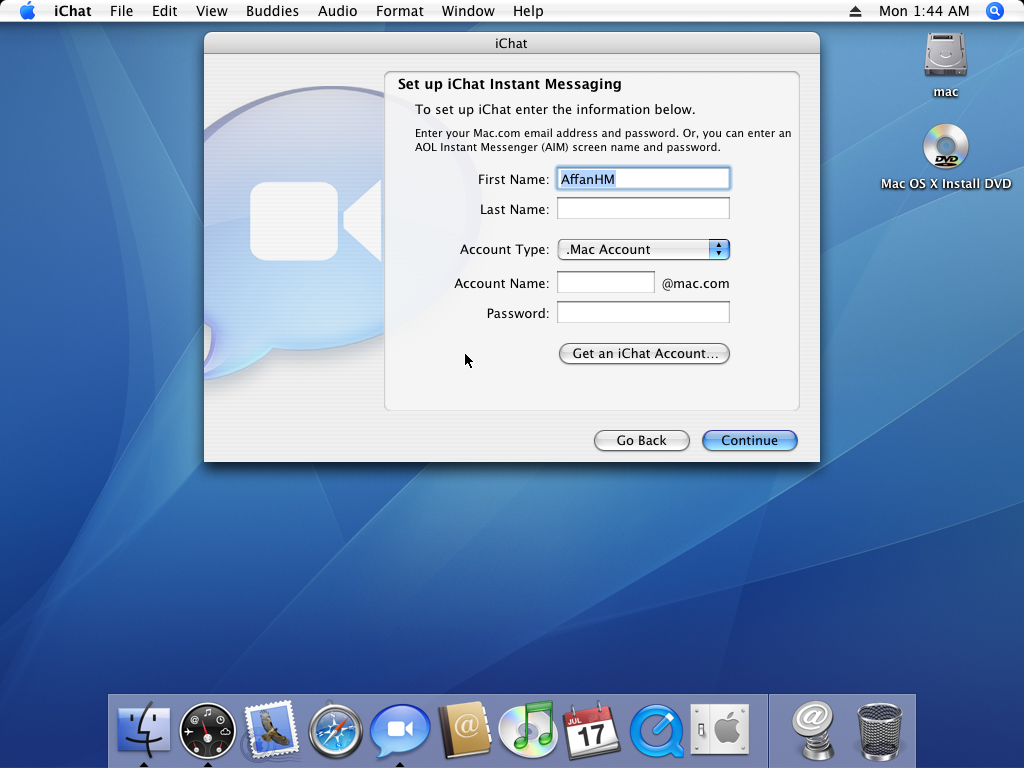 iChat File Edit View Buddies Audio Format Window Help Mon 1:44 AM
iChat
mac
Set up iChat Instant Messaging
To set up iChat enter the information below.
Enter your Mac.com email address and password. Or, you can enter an
AOL Instant Messenger (AIM) screen name and password.
DVD
Mac OS X Install DVD
First Name: AffanHM
Last Name:
Account Type: .Mac Account
Account Name: @mac.com
Password:
Get an iChat Account...
Go Back Continue
JUL
17